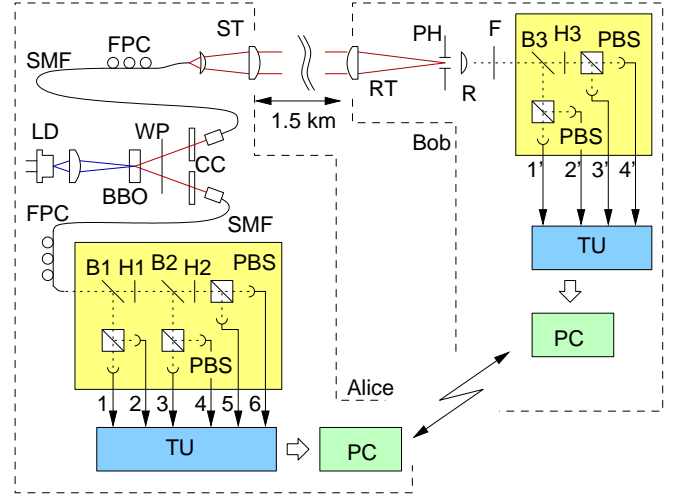 FPC
ST
PH
F
B3 H3 PBS
SMF
RT
R
1.5 km
LD
WP
CC
BBO
Bob
PBS
1' 2' 3' 4'
FPC
SMF
TU
B1 H1 B2 H2 PBS
PBS
PC
Alice
1 2 3 4 5 6
TU
PC